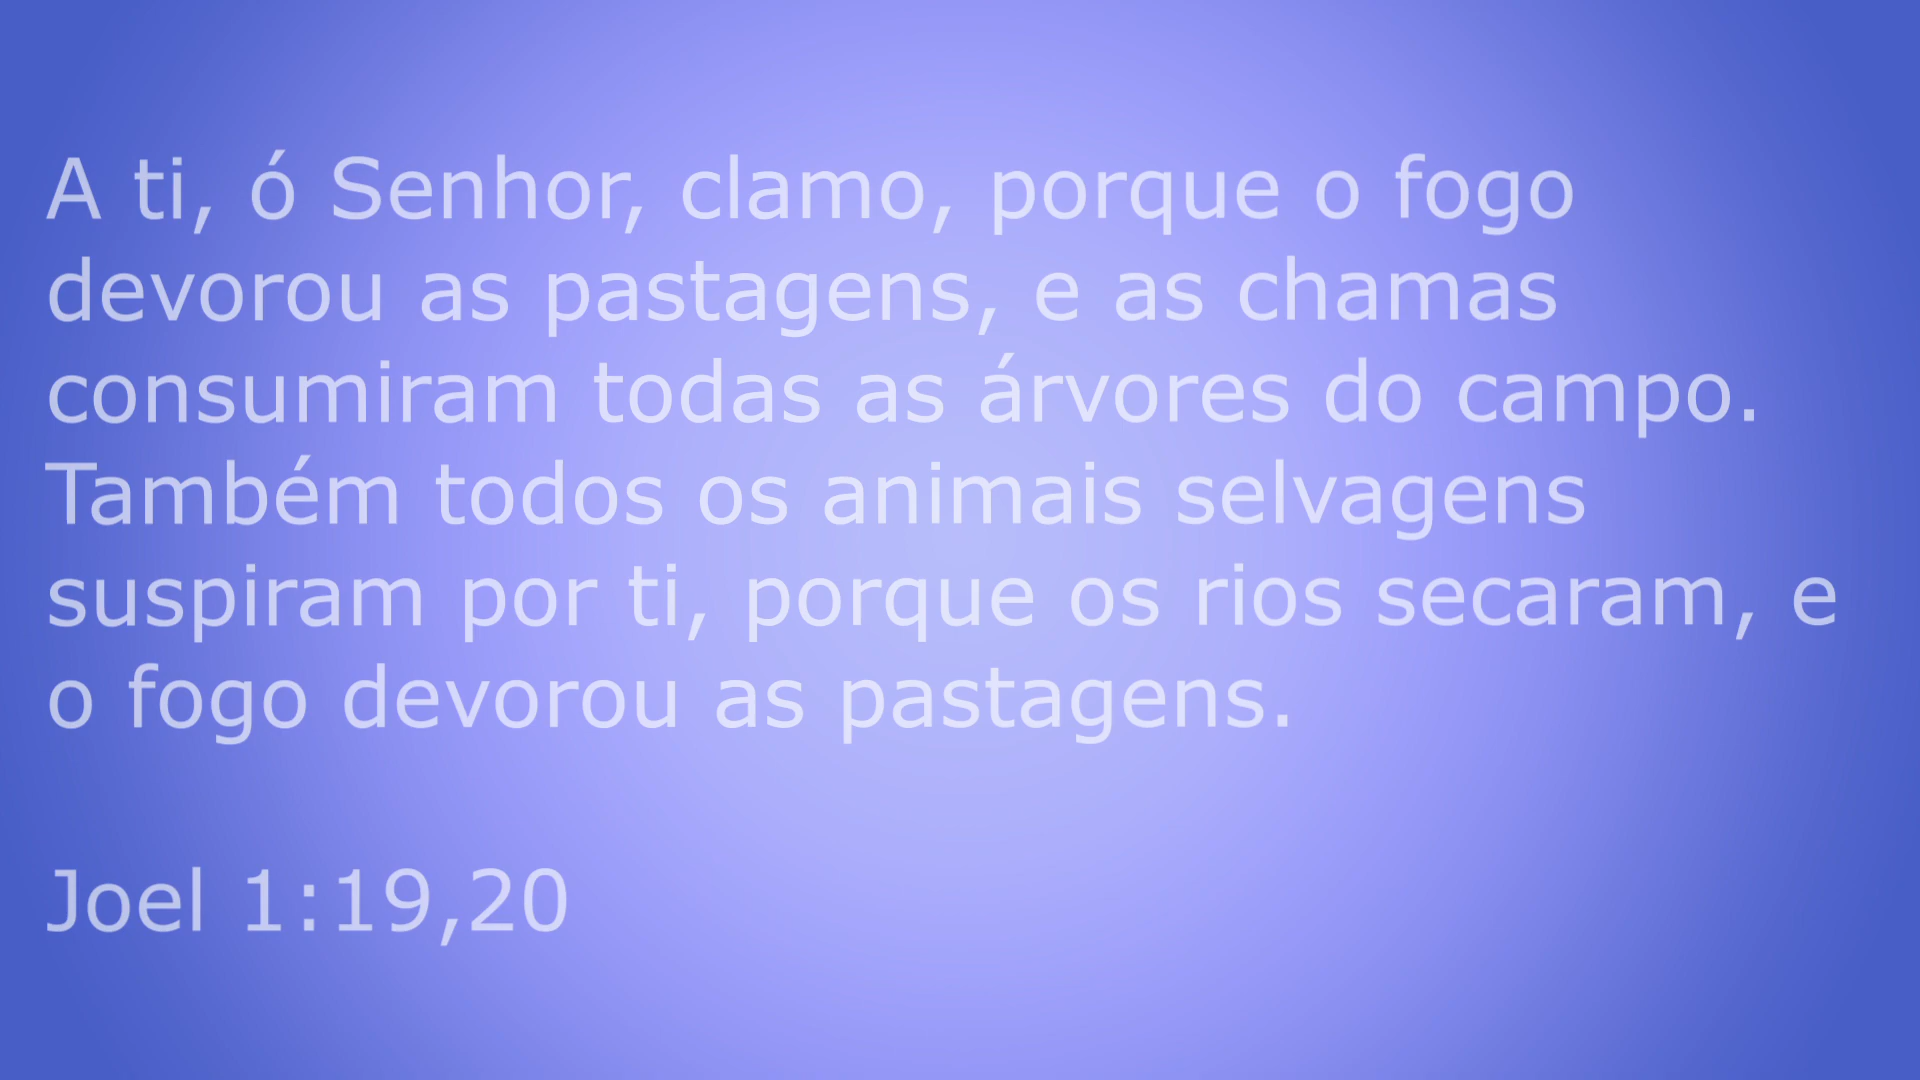 A ti, ó Senhor, clamo, porque o fogo
devorou as pastagens, e as chamas
consumiram todas as árvores do campo.
Também todos os animais selvagens
suspiram por ti, porque os rios secaram, e
o fogo devorou as pastagens.
Joel 1:19,20